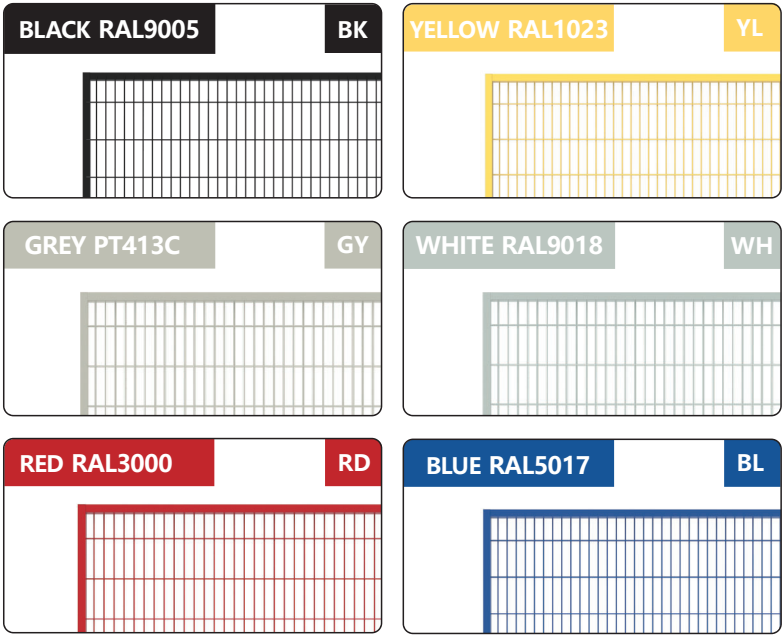 BLACK RAL9005 BK
YELLOW RAL1023 YL
GREY PT413C GY
WHITE RAL9018 WH
RED RAL3000 RD
BLUE RAL5017 BL